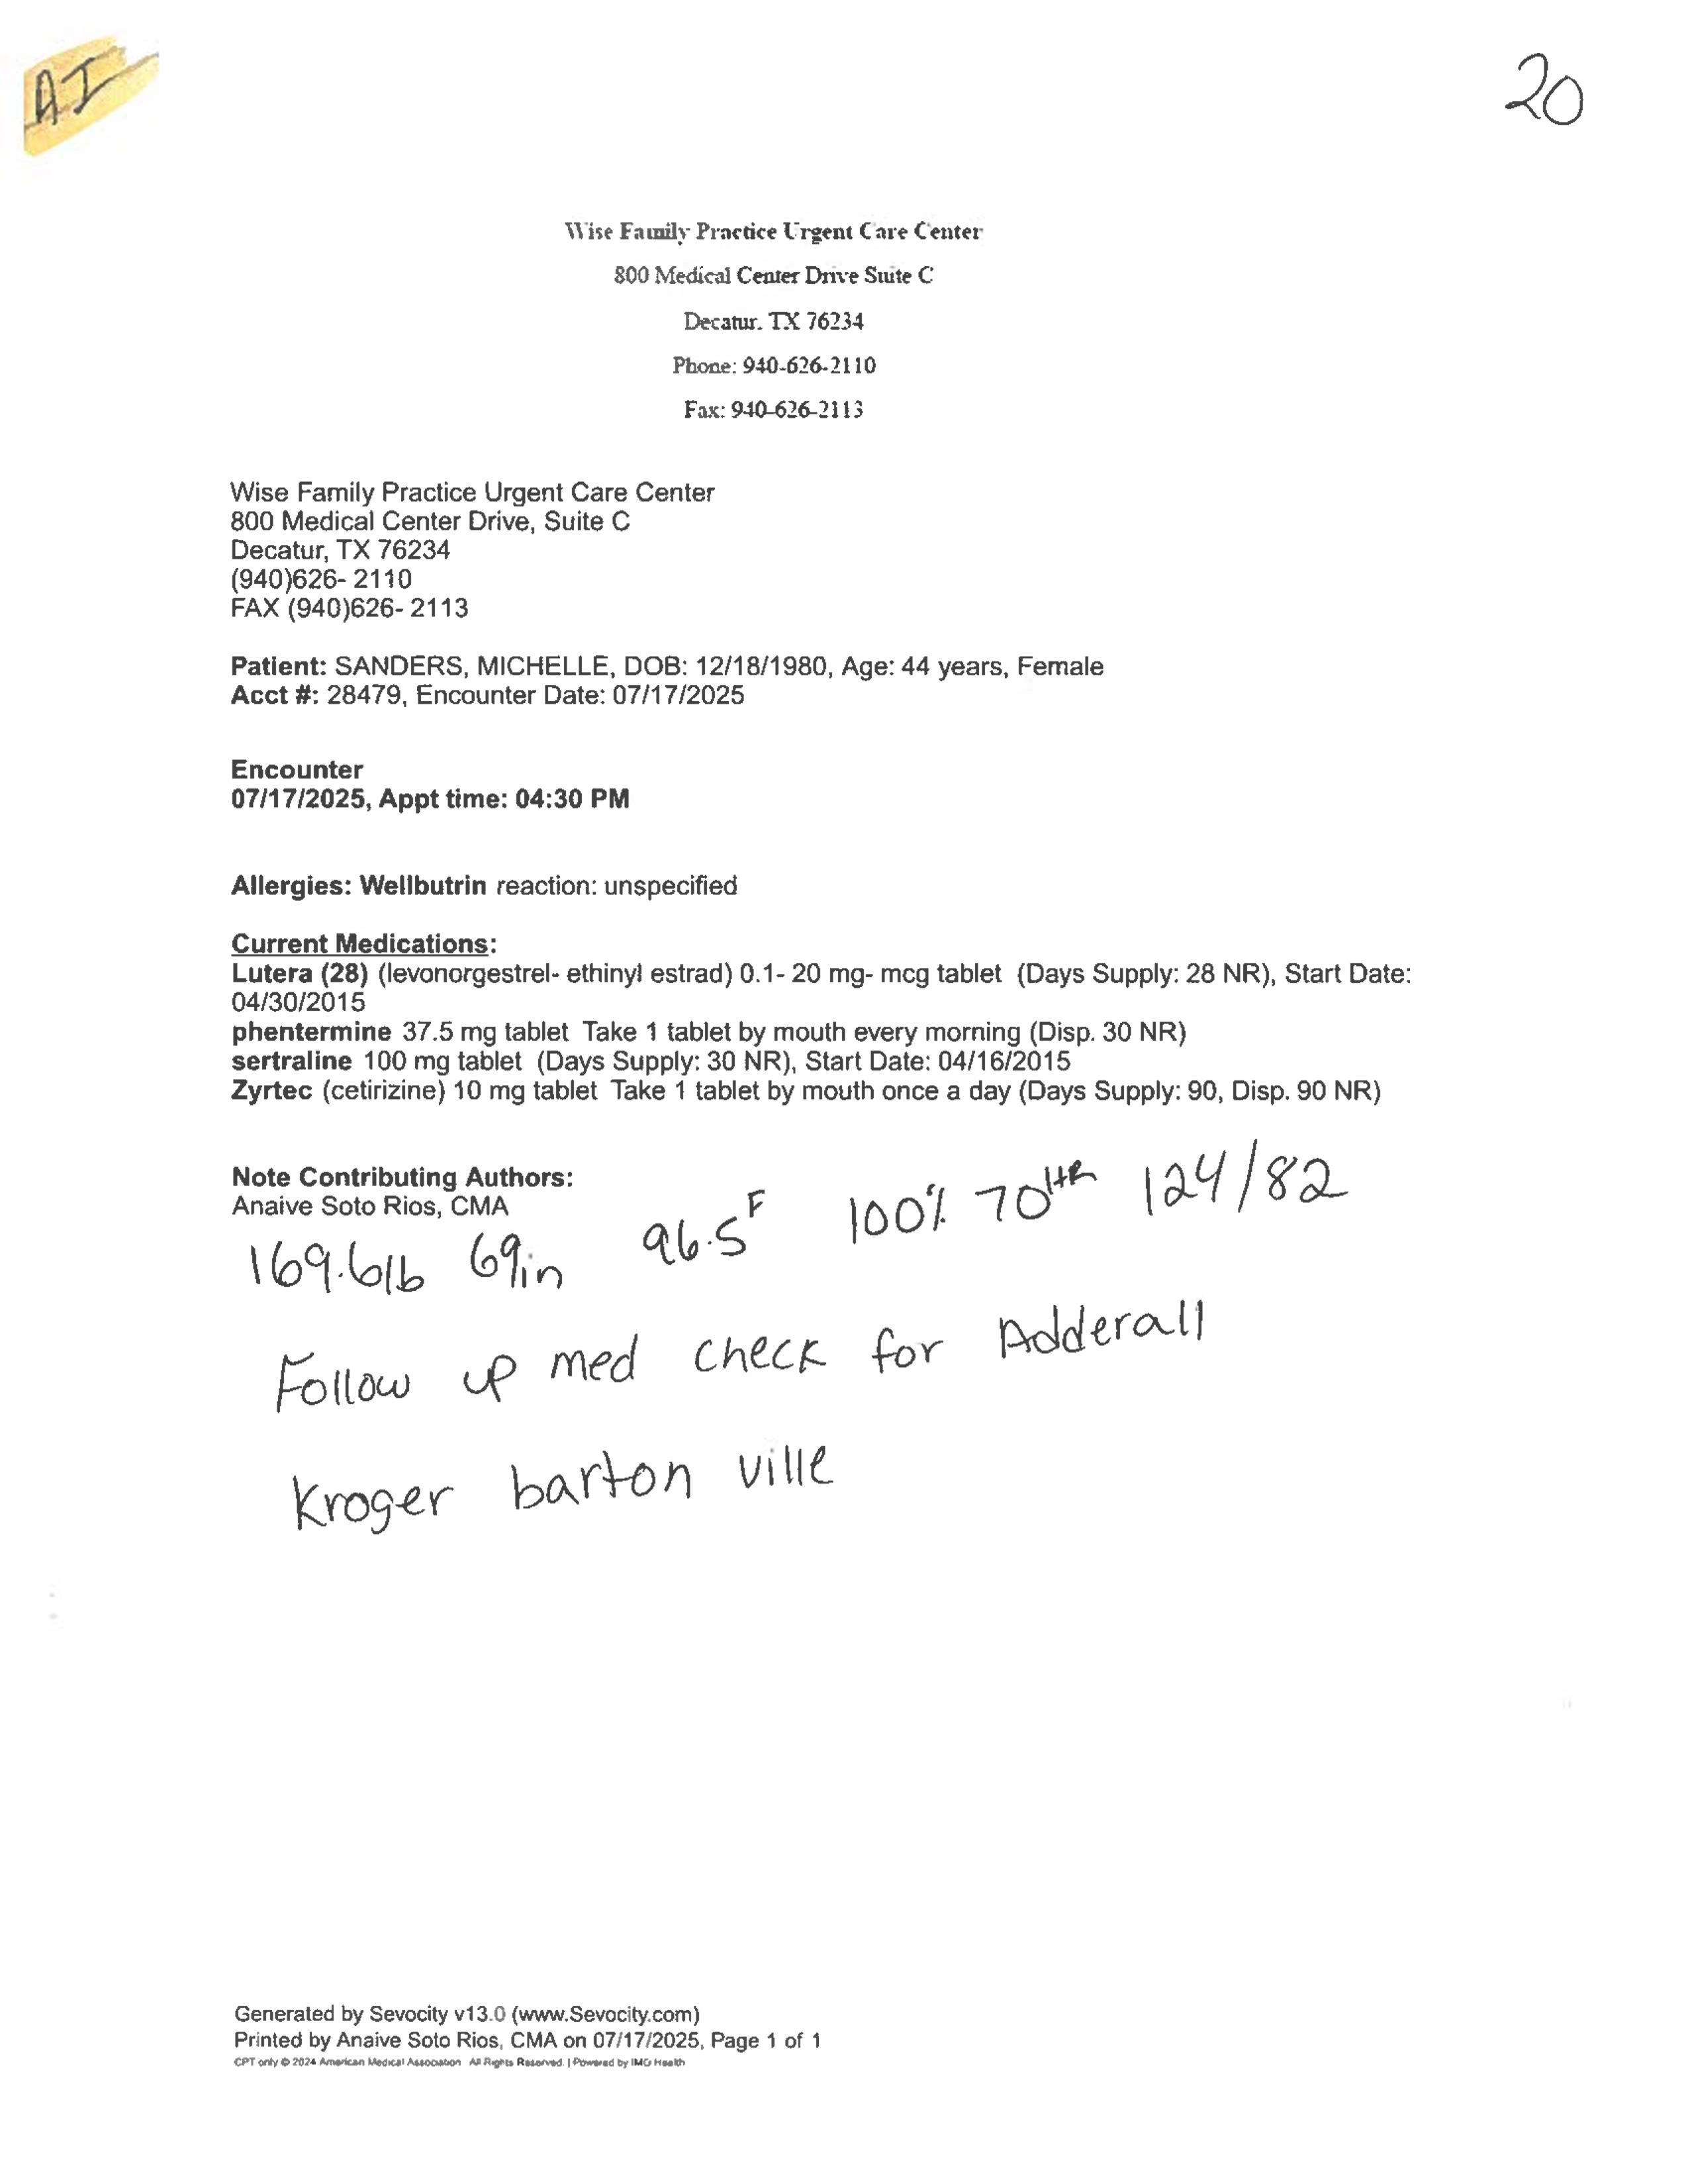 AI
20
Wise Family Practice Urgent Care Center
800 Medical Center Drive Suite C
Decatur. TX 76234
Phone: 940-626-2110
Fax: 940-626-2113
Wise Family Practice Urgent Care Center
800 Medical Center Drive, Suite C
Decatur, TX 76234
(940)626- 2110
FAX (940)626- 2113
Patient: SANDERS, MICHELLE, DOB: 12/18/1980, Age: 44 years, Female
Acct #: 28479, Encounter Date: 07/17/2025
Encounter
07/17/2025, Appt time: 04:30 PM
Allergies: Wellbutrin reaction: unspecified
Current Medications:
Lutera (28) (levonorgestrel- ethinyl estrad) 0.1- 20 mg- mcg tablet (Days Supply: 28 NR), Start Date:
04/30/2015
phentermine 37.5 mg tablet Take 1 tablet by mouth every morning (Disp. 30 NR)
sertraline 100 mg tablet (Days Supply: 30 NR), Start Date: 04/16/2015
Zyrtec (cetirizine) 10 mg tablet Take 1 tablet by mouth once a day (Days Supply: 90, Disp. 90 NR)
Note Contributing Authors:
Anaive Soto Rios, CMA
169.6lb 69in 96.5F 100% 70HR 124/82
Follow up med check for Adderall
Kroger barton ville
Generated by Sevocity v13.0 (www.Sevocity.com)
Printed by Anaive Soto Rios, CMA on 07/17/2025, Page 1 of 1
CPT only © 2024 American Medical Association All Rights Reserved. | Powered by IMO Health